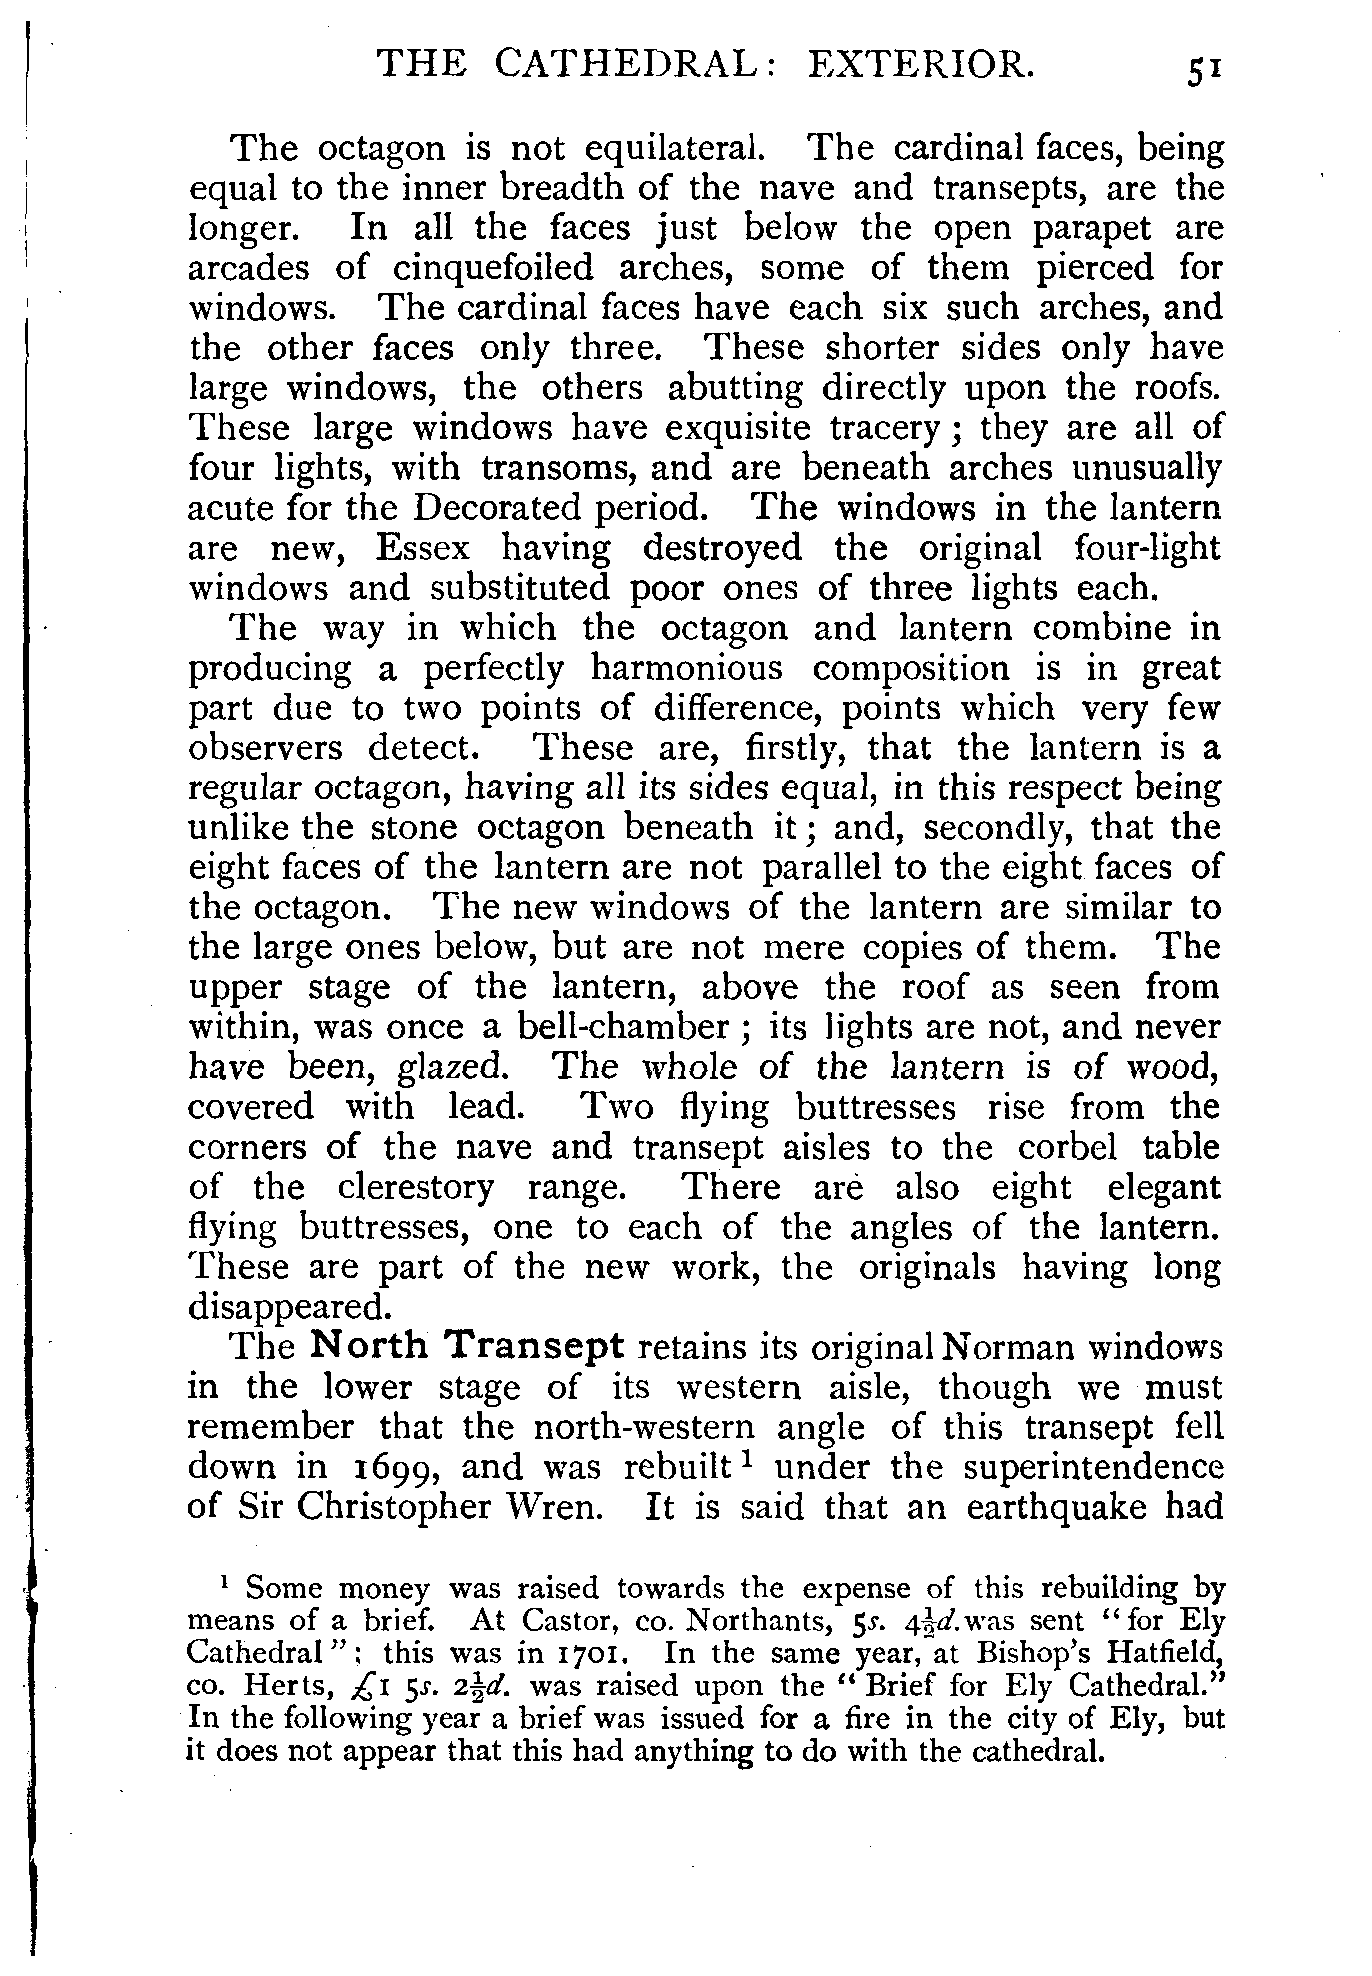 THE CATHEDRAL: EXTERIOR. 51
The octagon is not equilateral. The cardinal faces, being
equal to the inner breadth of the nave and transepts, are the
longer. In all the faces just below the open parapet are
arcades of cinquefoiled arches, some of them pierced for
windows. The cardinal faces have each six such arches, and
the other faces only three. These shorter sides only have
large windows, the others abutting directly upon the roofs.
These large windows have exquisite tracery ; they are all of
four lights, with transoms, and are beneath arches unusually
acute for the Decorated period. The windows in the lantern
are new, Essex having destroyed the original four-light
windows and substituted poor ones of three lights each.
The way in which the octagon and lantern combine in
producing a perfectly harmonious composition is in great
part due to two points of difference, points which very few
observers detect. These are, firstly, that the lantern is a
regular octagon, having all its sides equal, in this respect being
unlike the stone octagon beneath it ; and, secondly, that the
eight faces of the lantern are not parallel to the eight faces of
the octagon. The new windows of the lantern are similar to
the large ones below, but are not mere copies of them. The
upper stage of the lantern, above the roof as seen from
within, was once a bell-chamber ; its lights are not, and never
have been, glazed. The whole of the lantern is of wood,
covered with lead. Two flying buttresses rise from the
corners of the nave and transept aisles to the corbel table
of the clerestory range. There are also eight elegant
flying buttresses, one to each of the angles of the lantern.
These are part of the new work, the originals having long
disappeared.
The North Transept retains its original Norman windows
in the lower stage of its western aisle, though we must
remember that the north-western angle of this transept fell
down in 1699, and was rebuilt ¹ under the superintendence
of Sir Christopher Wren. It is said that an earthquake had
¹ Some money was raised towards the expense of this rebuilding by
means of a brief. At Castor, co. Northants, 5s. 4½d. was sent “for Ely
Cathedral”; this was in 1701. In the same year, at Bishop's Hatfield,
co. Herts, £1 5s. 2½d. was raised upon the “Brief for Ely Cathedral.”
In the following year a brief was issued for a fire in the city of Ely, but
it does not appear that this had anything to do with the cathedral.